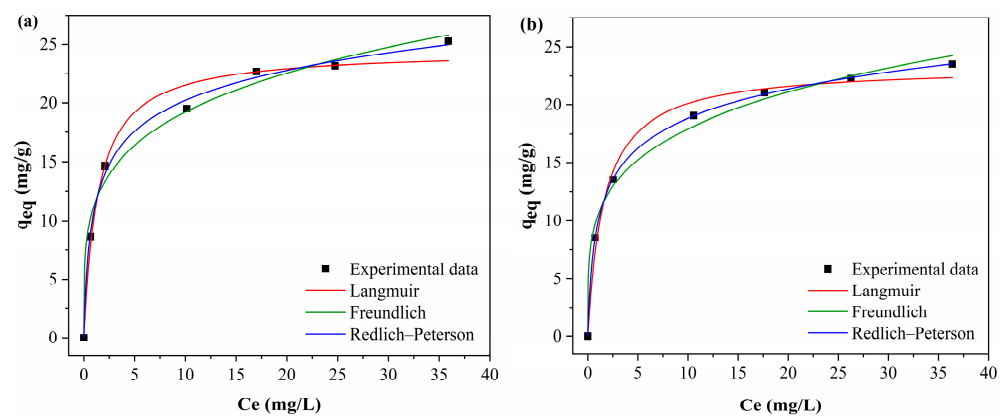 (a)
25
20
15
10
5
0
q_eq (mg/g)
Experimental data
Langmuir
Freundlich
Redlich–Peterson
0 5 10 15 20 25 30 35 40
Ce (mg/L)
(b)
25
20
15
10
5
0
q_eq (mg/g)
Experimental data
Langmuir
Freundlich
Redlich–Peterson
0 5 10 15 20 25 30 35 40
Ce (mg/L)